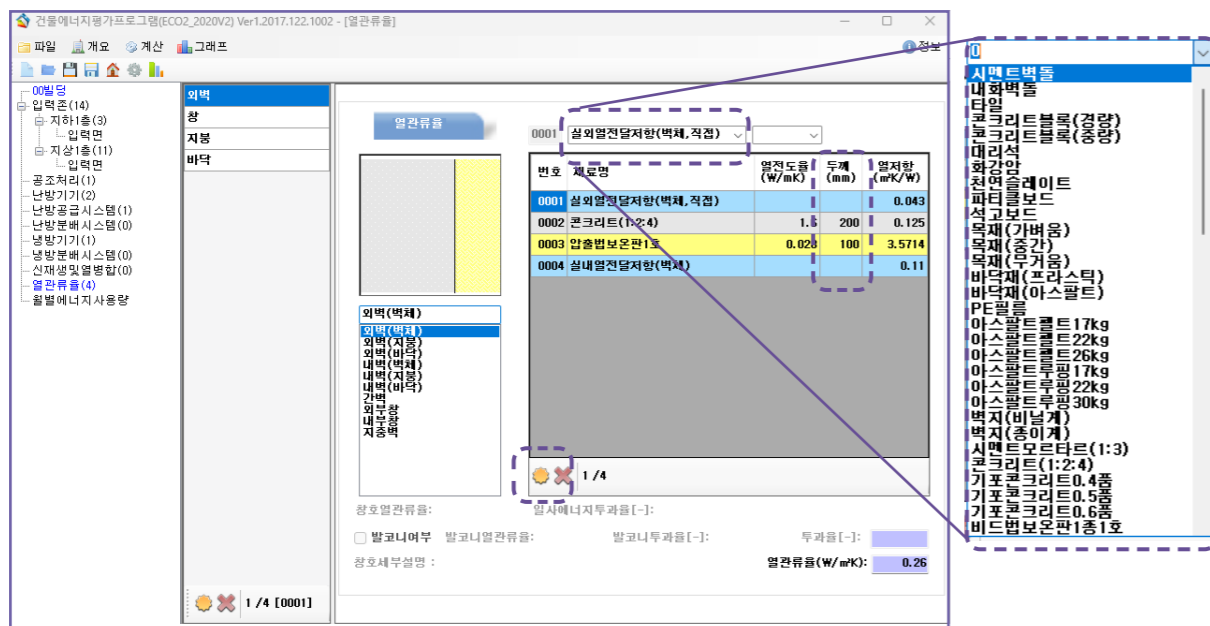 건물에너지평가프로그램(ECO2_2020V2) Ver1.2017.122.1002 - [열관류율]
파일 개요 계산 그래프 정보
00빌딩
입력존(14)
지하1층(3)
입력면
지상1층(11)
입력면
공조처리(1)
난방기기(2)
난방공급시스템(1)
난방분배시스템(0)
냉방기기(1)
냉방분배시스템(0)
신재생및열병합(0)
열관류율(4)
월별에너지사용량
외벽
창
지붕
바닥
1 /4 [0001]
열관류율
0001 실외열전달저항(벽체,직접)
번호 재료명 열전도율(W/mK) 두께(mm) 열저항(㎡K/W)
0001 실외열전달저항(벽체,직접) 0.043
0002 콘크리트(1:2:4) 1.6 200 0.125
0003 압출법보온판1호 0.028 100 3.5714
0004 실내열전달저항(벽체) 0.11
외벽(벽체)
외벽(벽체)
외벽(지붕)
외벽(바닥)
내벽(벽체)
내벽(지붕)
내벽(바닥)
간벽
외부창
내부창
지중벽
1 /4
창호열관류율: 일사에너지투과율[-]:
발코니여부 발코니열관류율: 발코니투과율[-]: 투과율[-]:
창호세부설명 : 열관류율(W/㎡K): 0.26
0
시멘트벽돌
내화벽돌
타일
콘크리트블록(경량)
콘크리트블록(중량)
대리석
화강암
천연슬레이트
파티클보드
석고보드
목재(가벼움)
목재(중간)
목재(무거움)
바닥재(프라스틱)
바닥재(아스팔트)
PE필름
아스팔트펠트17kg
아스팔트펠트22kg
아스팔트펠트26kg
아스팔트루핑17kg
아스팔트루핑22kg
아스팔트루핑30kg
벽지(비닐계)
벽지(종이계)
시멘트모르타르(1:3)
콘크리트(1:2:4)
기포콘크리트0.4품
기포콘크리트0.5품
기포콘크리트0.6품
비드법보온판1종1호